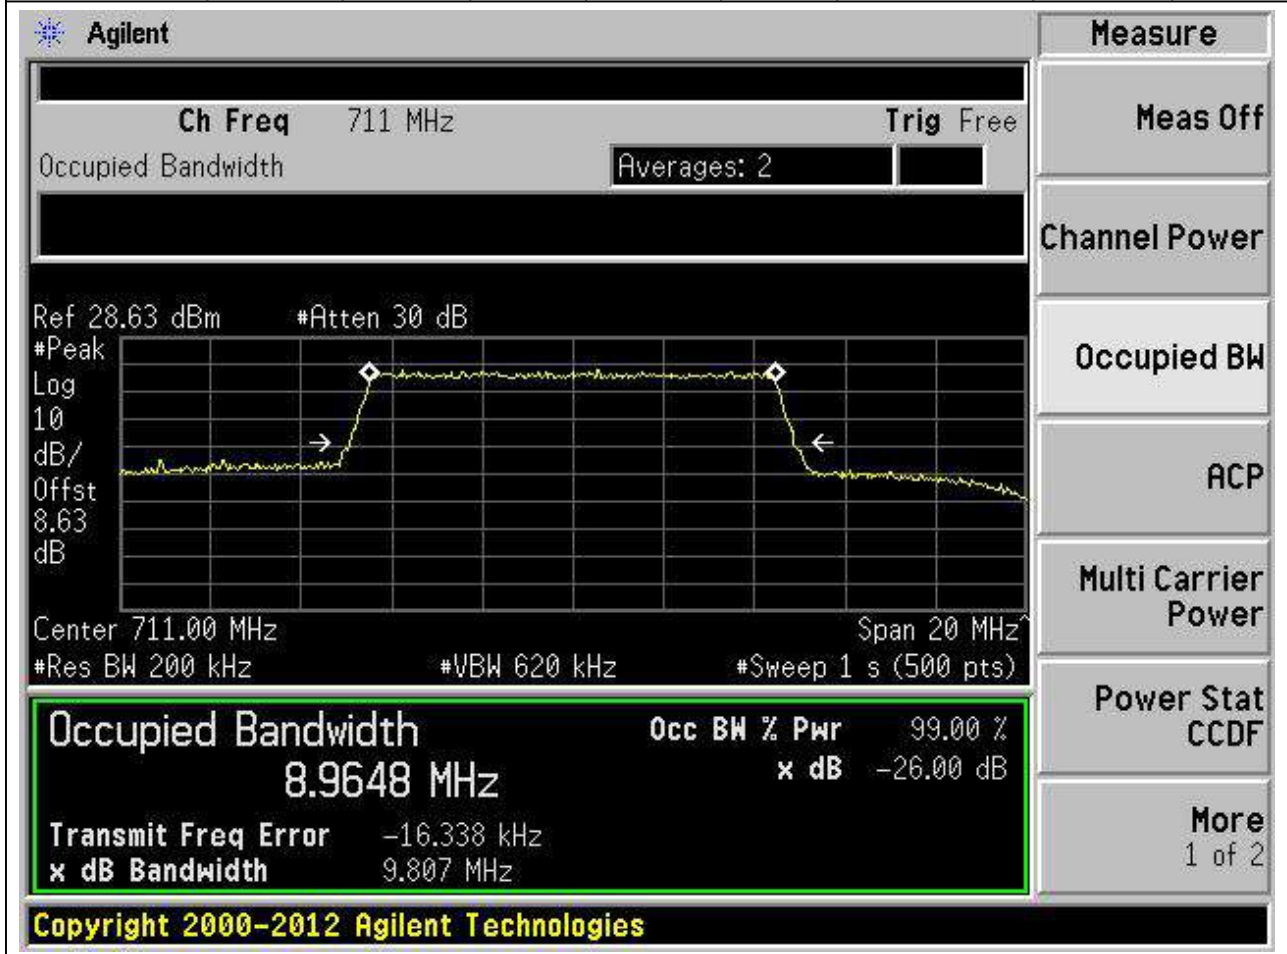 Agilent
Measure
Ch Freq 711 MHz Trig Free
Occupied Bandwidth Averages: 2
Ref 28.63 dBm #Atten 30 dB
#Peak
Log
10
dB/
Offst
8.63
dB
Center 711.00 MHz Span 20 MHz^
#Res BW 200 kHz #VBW 620 kHz #Sweep 1 s (500 pts)
Occupied Bandwidth Occ BW % Pwr 99.00 %
8.9648 MHz x dB -26.00 dB
Transmit Freq Error -16.338 kHz
x dB Bandwidth 9.807 MHz
Meas Off
Channel Power
Occupied BW
ACP
Multi Carrier
Power
Power Stat
CCDF
More
1 of 2
Copyright 2000-2012 Agilent Technologies